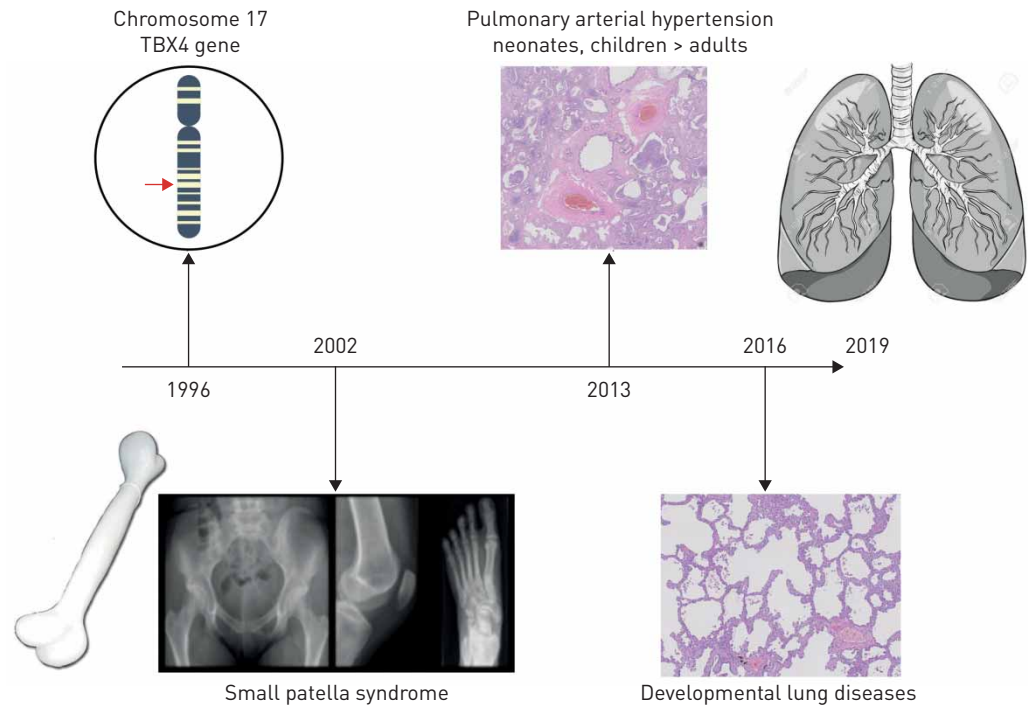 Chromosome 17
TBX4 gene
Pulmonary arterial hypertension
neonates, children > adults
2002
2016
2019
1996
2013
Small patella syndrome
Developmental lung diseases